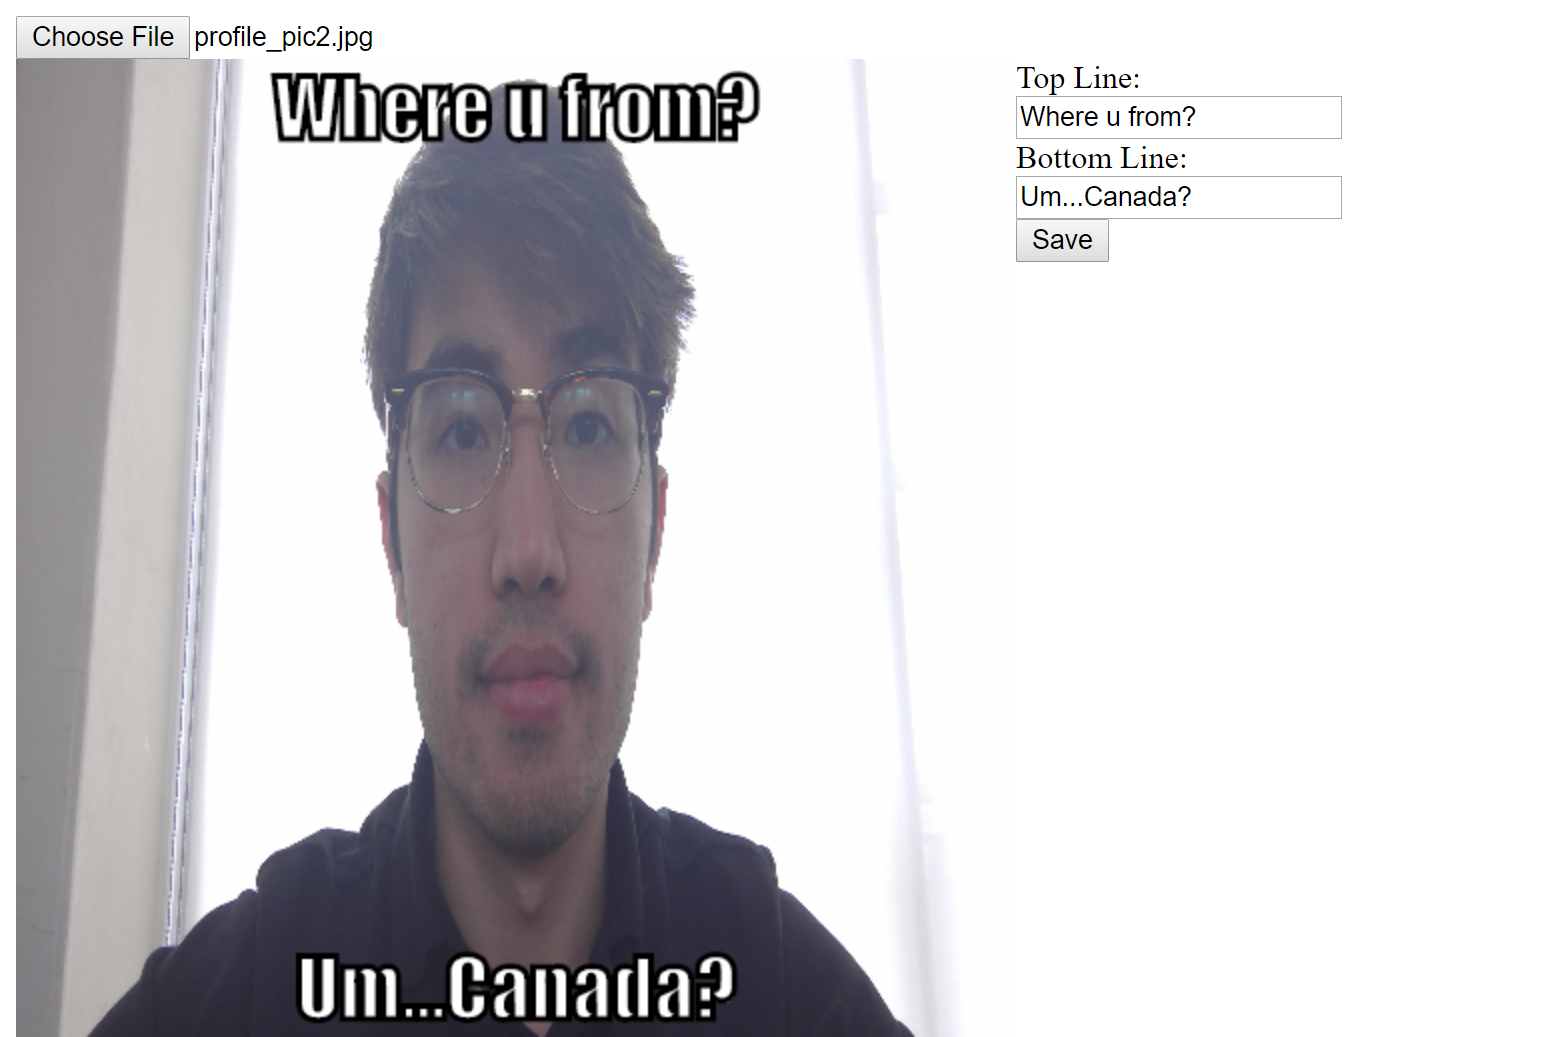 Choose File profile_pic2.jpg
Where u from?
Um...Canada?
Top Line:
Where u from?
Bottom Line:
Um...Canada?
Save